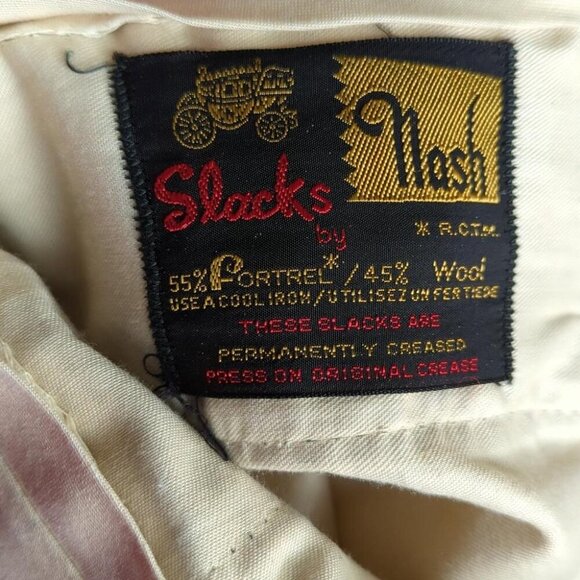 Nash
Slacks
by
* R.C.T.M.
55% FORTREL* / 45% Wool
USE A COOL IRON / UTILISEZ UN FER TIEDE
THESE SLACKS ARE
PERMANENTLY CREASED
PRESS ON ORIGINAL CREASE